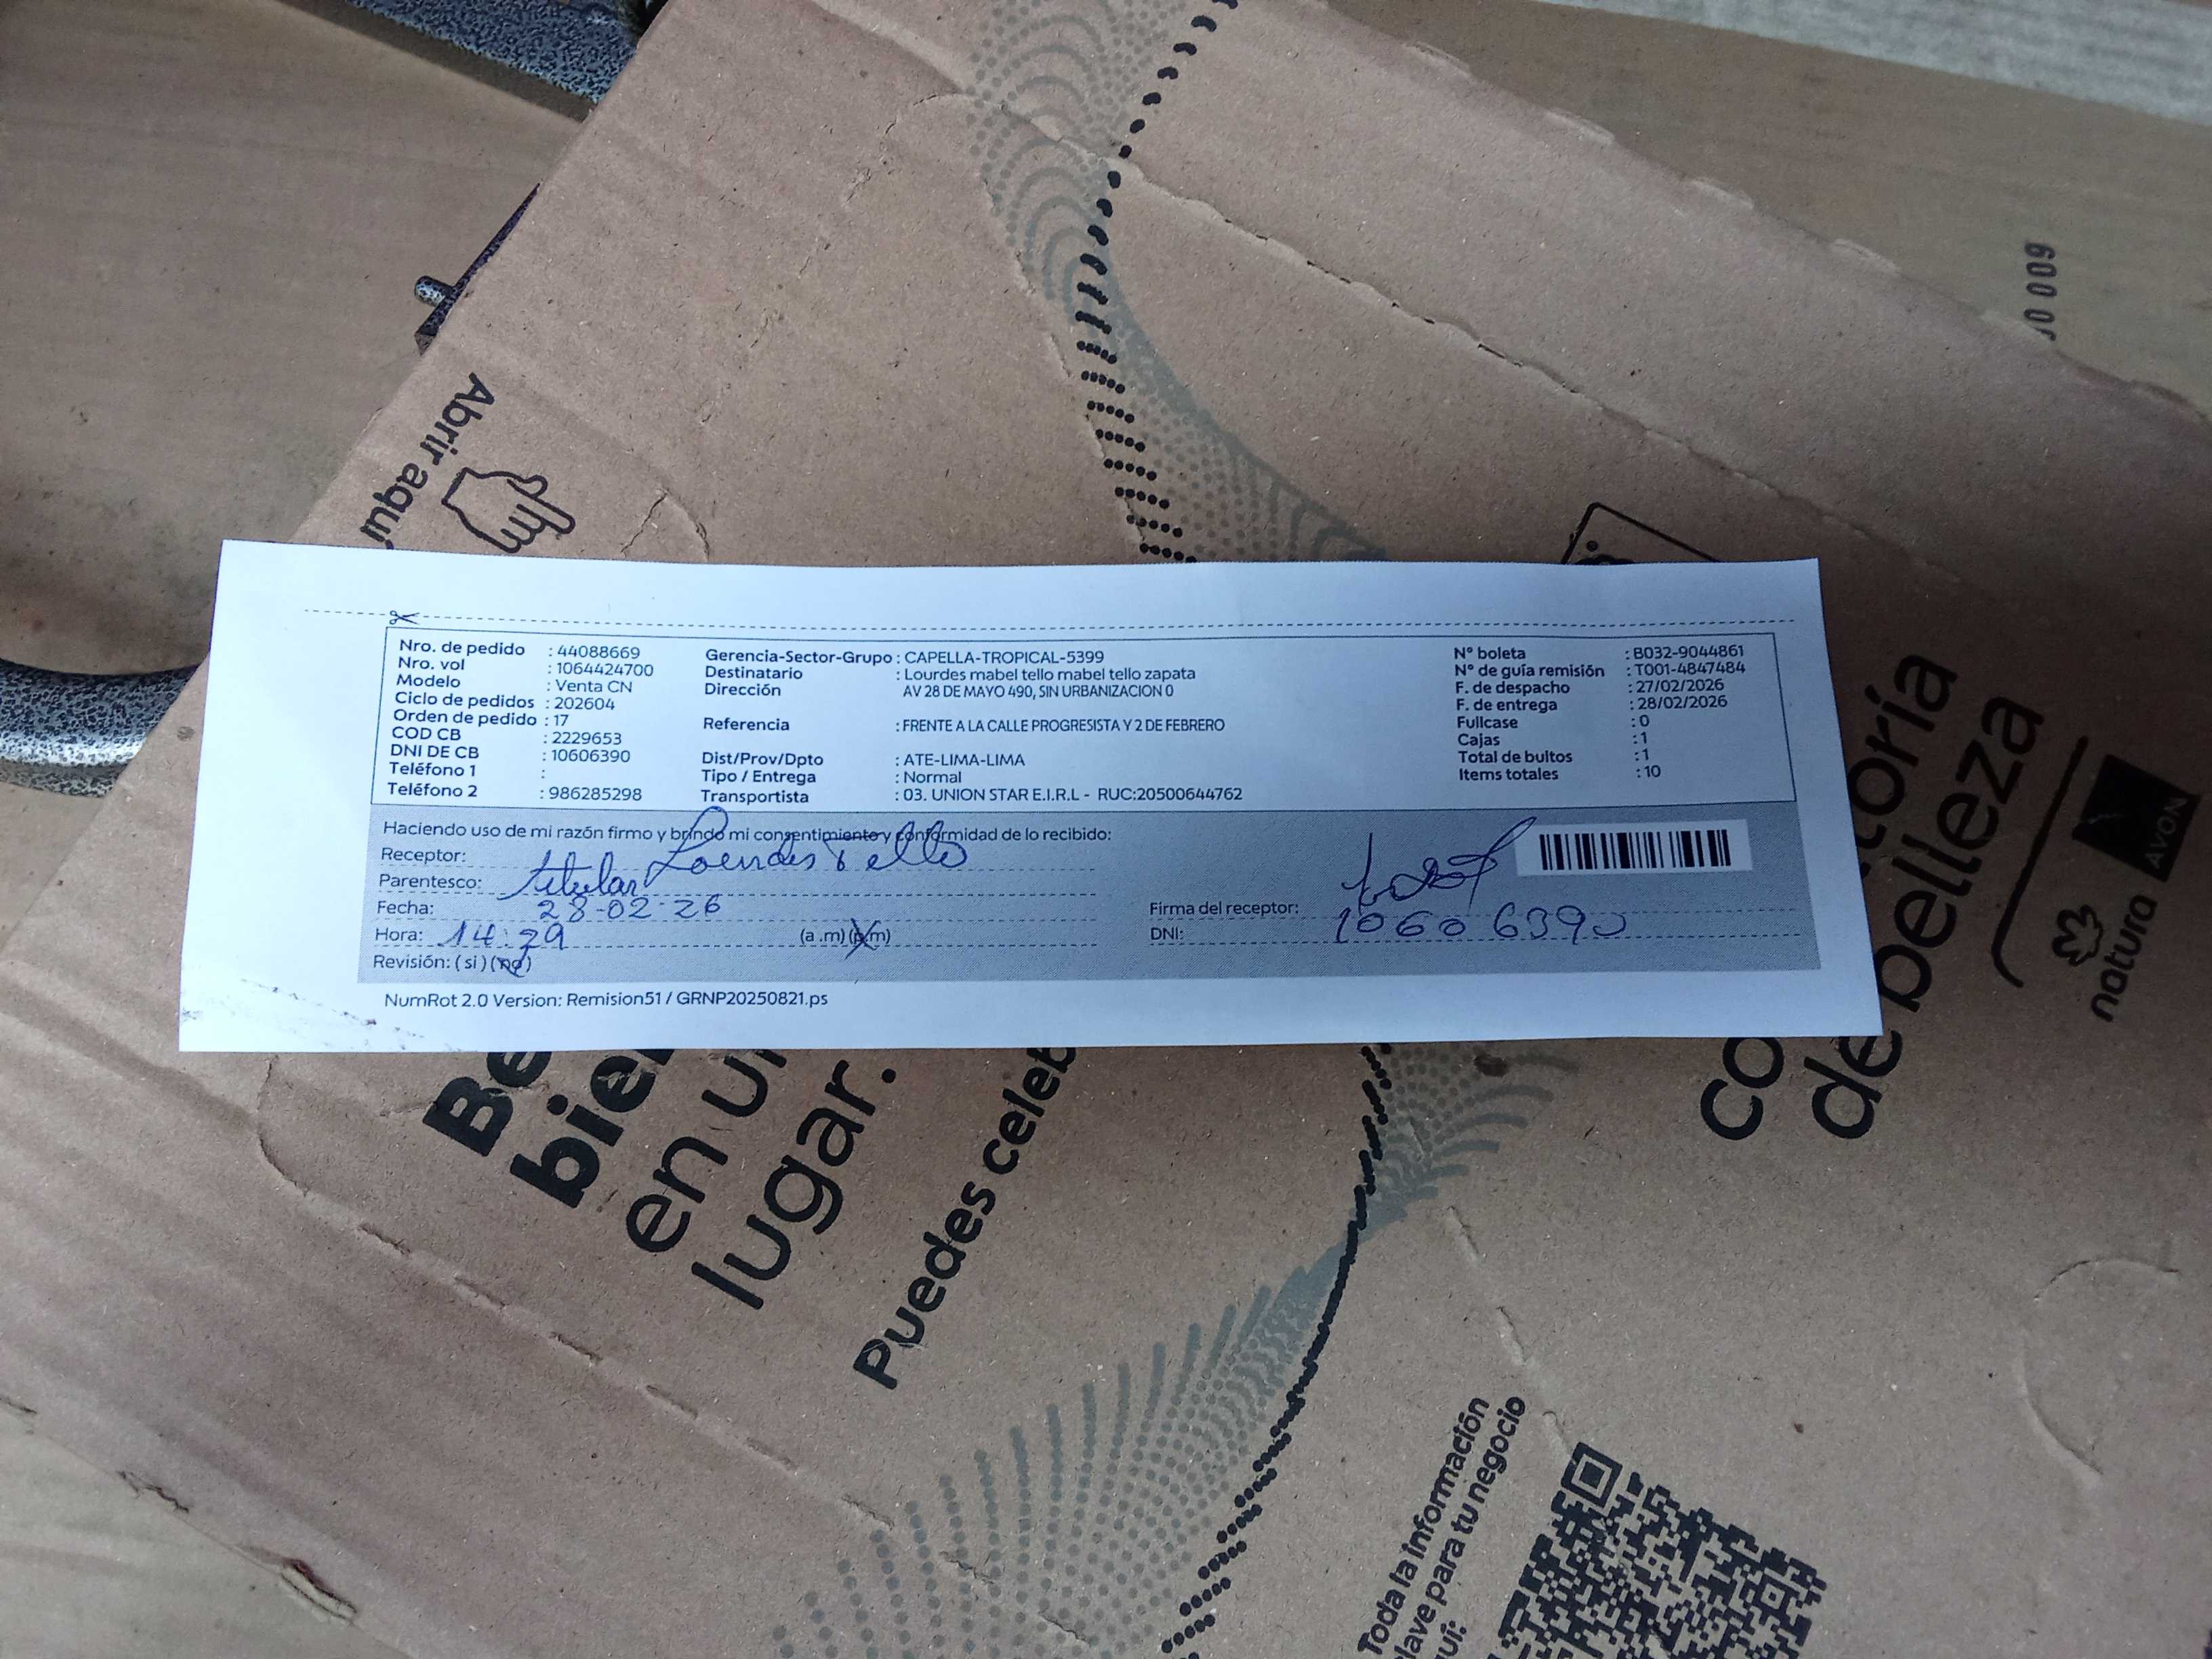 Abrir aquí
00 009
Nro. de pedido : 44088669
Nro. vol : 1064424700
Modelo : Venta CN
Ciclo de pedidos : 202604
Orden de pedido : 17
COD CB : 2229653
DNI DE CB : 10606390
Teléfono 1 :
Teléfono 2 : 986285298
Gerencia-Sector-Grupo : CAPELLA-TROPICAL-5399
Destinatario : Lourdes mabel tello mabel tello zapata
Dirección AV 28 DE MAYO 490, SIN URBANIZACION 0
Referencia : FRENTE A LA CALLE PROGRESISTA Y 2 DE FEBRERO
Dist/Prov/Dpto : ATE-LIMA-LIMA
Tipo / Entrega : Normal
Transportista : 03. UNION STAR E.I.R.L - RUC:20500644762
N° boleta : B032-9044861
N° de guía remisión : T001-4847484
F. de despacho : 27/02/2026
F. de entrega : 28/02/2026
Fullcase : 0
Cajas : 1
Total de bultos : 1
Items totales : 10
Haciendo uso de mi razón firmo y brindo mi consentimiento y conformidad de lo recibido:
Receptor: Lourdes Tello
Parentesco: titular
Fecha: 28-02-26
Hora: 14:29 (a .m) (p.m)
Revisión: ( si ) ( no )
Firma del receptor:
DNI: 10606390
NumRot 2.0 Version: Remision51 / GRNP20250821.ps
en
lugar.
Puedes
de belleza
natura
AVON
Toda la información
para tu negocio